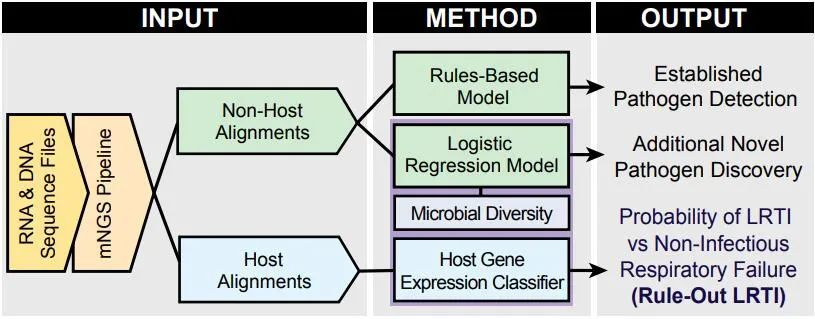 INPUT
METHOD
OUTPUT
RNA & DNA
Sequence Files
mNGS Pipeline
Non-Host
Alignments
Host
Alignments
Rules-Based
Model
Logistic
Regression Model
Microbial Diversity
Host Gene
Expression Classifier
Established
Pathogen Detection
Additional Novel
Pathogen Discovery
Probability of LRTI
vs Non-Infectious
Respiratory Failure
(Rule-Out LRTI)